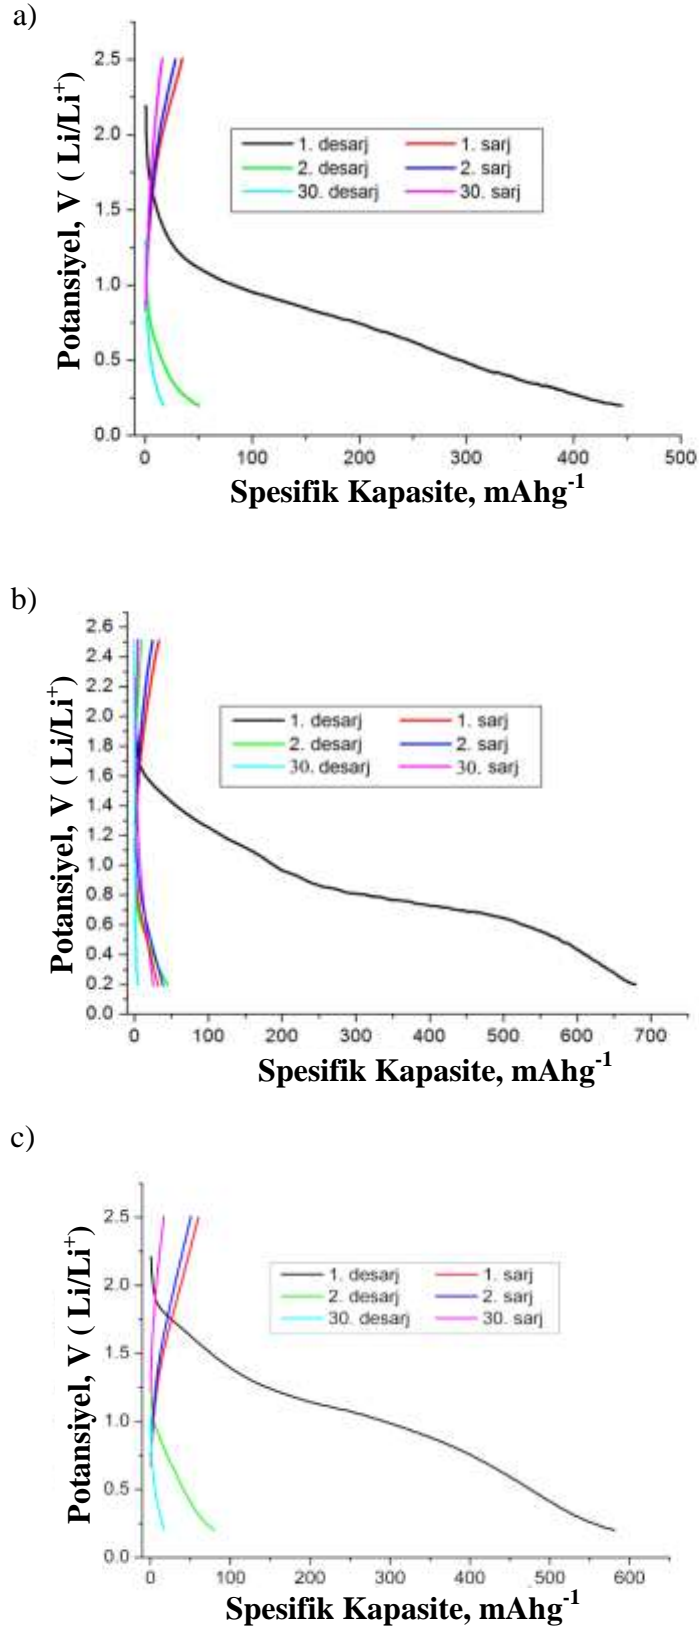 a)
2.5
2.0
1.5
1.0
0.5
0.0
Potansiyel, V ( Li/Li⁺)
1. desarj 1. sarj
2. desarj 2. sarj
30. desarj 30. sarj
0 100 200 300 400 500
Spesifik Kapasite, mAhg⁻¹
b)
2.6
2.4
2.2
2.0
1.8
1.6
1.4
1.2
1.0
0.8
0.6
0.4
0.2
0.0
Potansiyel, V ( Li/Li⁺)
1. desarj 1. sarj
2. desarj 2. sarj
30. desarj 30. sarj
0 100 200 300 400 500 600 700
Spesifik Kapasite, mAhg⁻¹
c)
2.5
2.0
1.5
1.0
0.5
0.0
Potansiyel, V ( Li/Li⁺)
1. desarj 1. sarj
2. desarj 2. sarj
30. desarj 30. sarj
0 100 200 300 400 500 600
Spesifik Kapasite, mAhg⁻¹